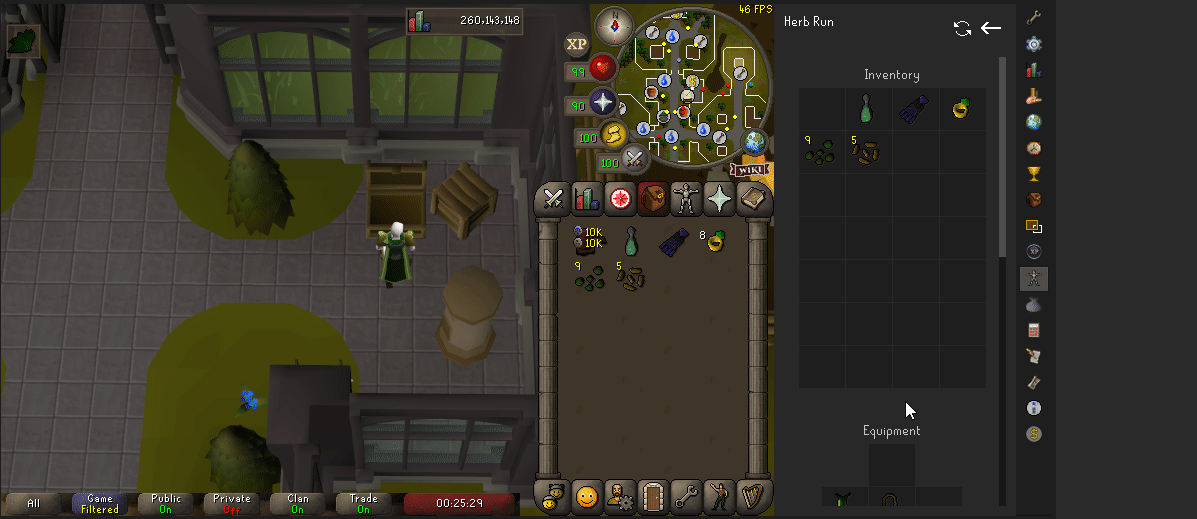 260,143,148
XP
99
90
100
100
46 FPS
WIKI
10K
10K
8
9
5
All
Game
Filtered
Public
On
Private
Off
Clan
On
Trade
On
00:25:29
Herb Run
Inventory
9
5
Equipment
XP